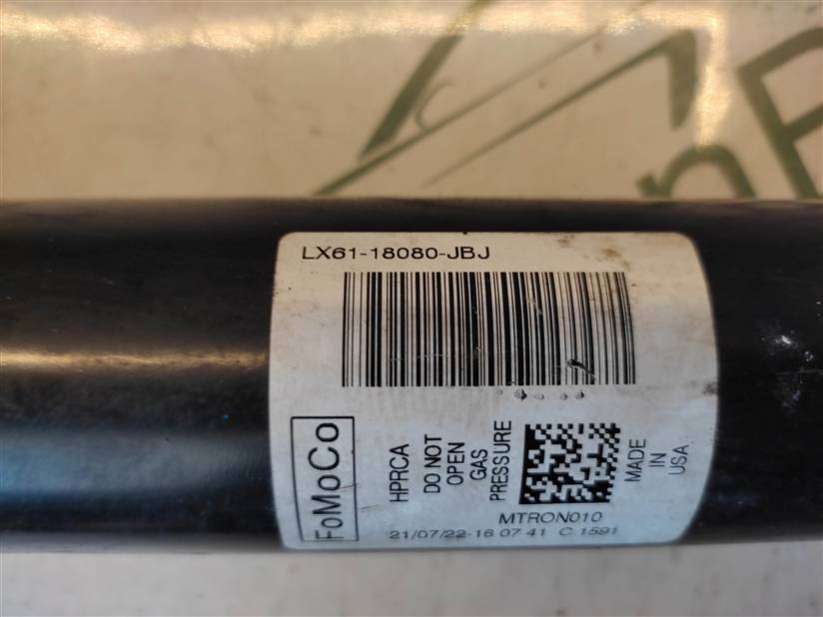 LX61-18080-JBJ
FoMoCo
HPRCA
DO NOT
OPEN
GAS
PRESSURE
MADE
IN
USA
MTRON010
21/07/22-16 07 41 C 1591